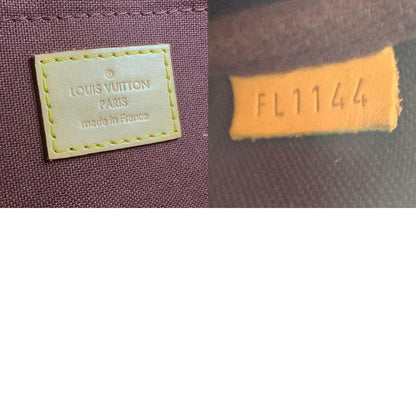 ®
LOUIS VUITTON
PARIS
made in France
FL1144